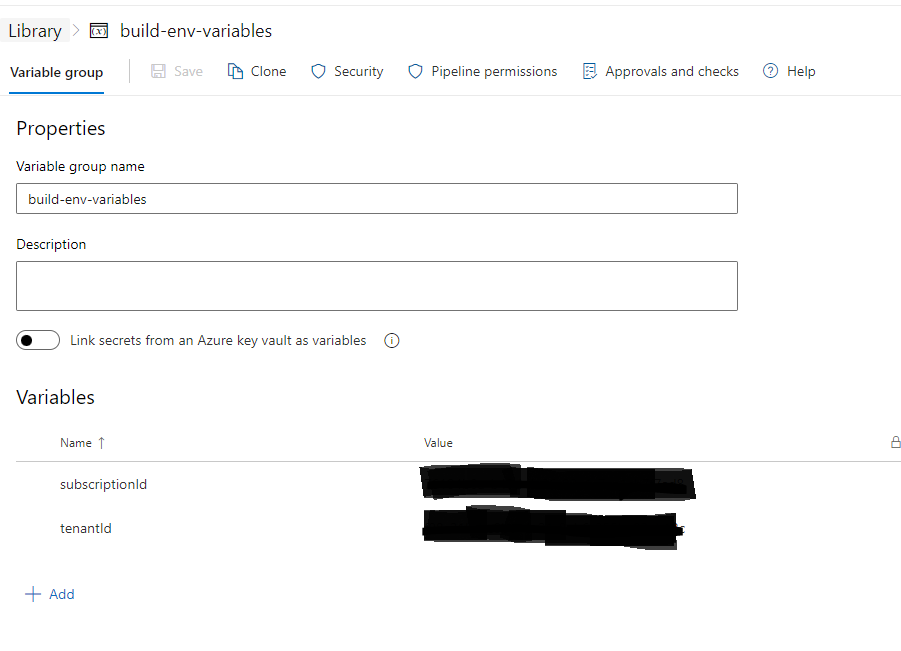 Library > build-env-variables
Variable group Save Clone Security Pipeline permissions Approvals and checks Help
Properties
Variable group name
build-env-variables
Description
Link secrets from an Azure key vault as variables
Variables
Name ↑ Value
subscriptionId
tenantId
+ Add